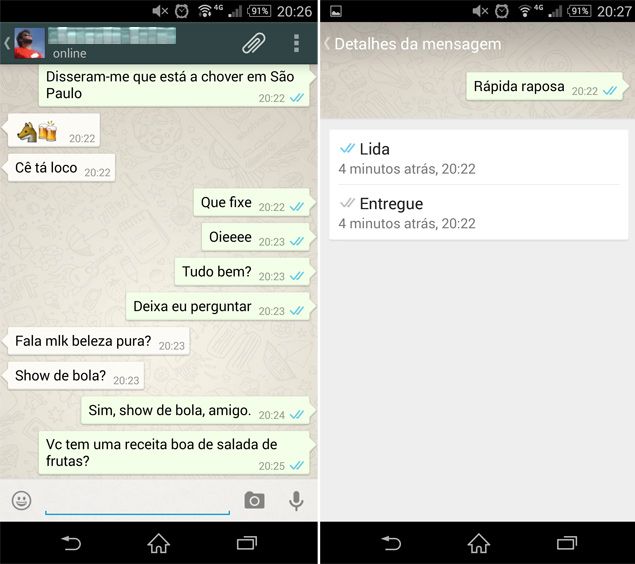 4G 91% 20:26
online
Disseram-me que está a chover em São
Paulo
20:22
20:22
Cê tá loco 20:22
Que fixe 20:22
Oieeee 20:23
Tudo bem? 20:23
Deixa eu perguntar 20:23
Fala mlk beleza pura? 20:23
Show de bola? 20:23
Sim, show de bola, amigo. 20:24
Vc tem uma receita boa de salada de
frutas?
20:25
4G 91% 20:27
Detalhes da mensagem
Rápida raposa 20:22
Lida
4 minutos atrás, 20:22
Entregue
4 minutos atrás, 20:22